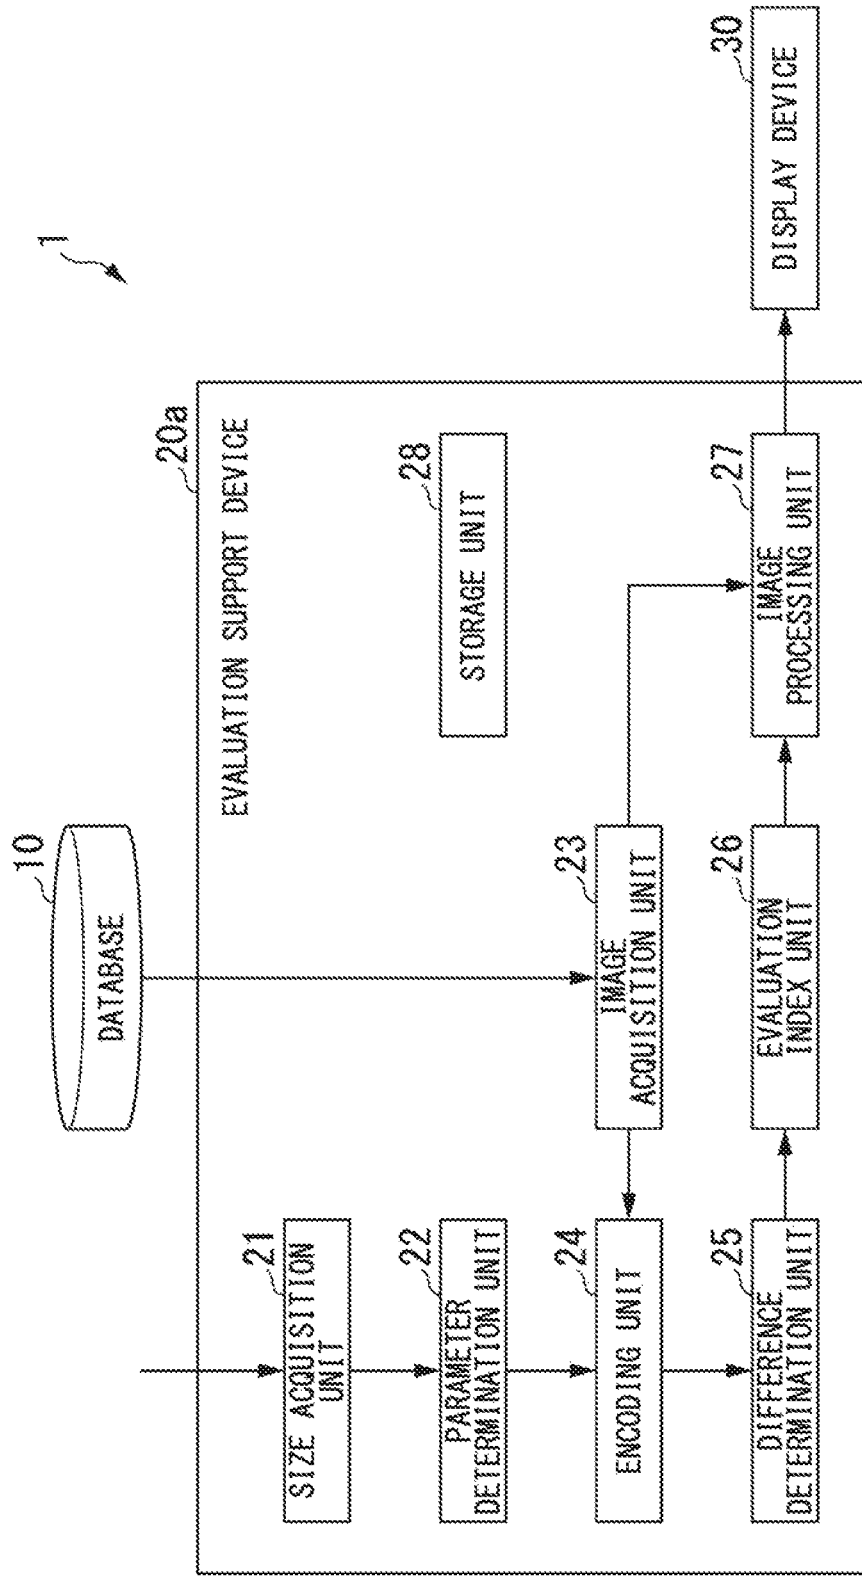 1
10
DATABASE
20a
EVALUATION SUPPORT DEVICE
21
SIZE ACQUISITION
UNIT
22
PARAMETER
DETERMINATION UNIT
28
STORAGE UNIT
24
ENCODING UNIT
23
IMAGE
ACQUISITION UNIT
25
DIFFERENCE
DETERMINATION UNIT
26
EVALUATION
INDEX UNIT
27
IMAGE
PROCESSING UNIT
30
DISPLAY DEVICE